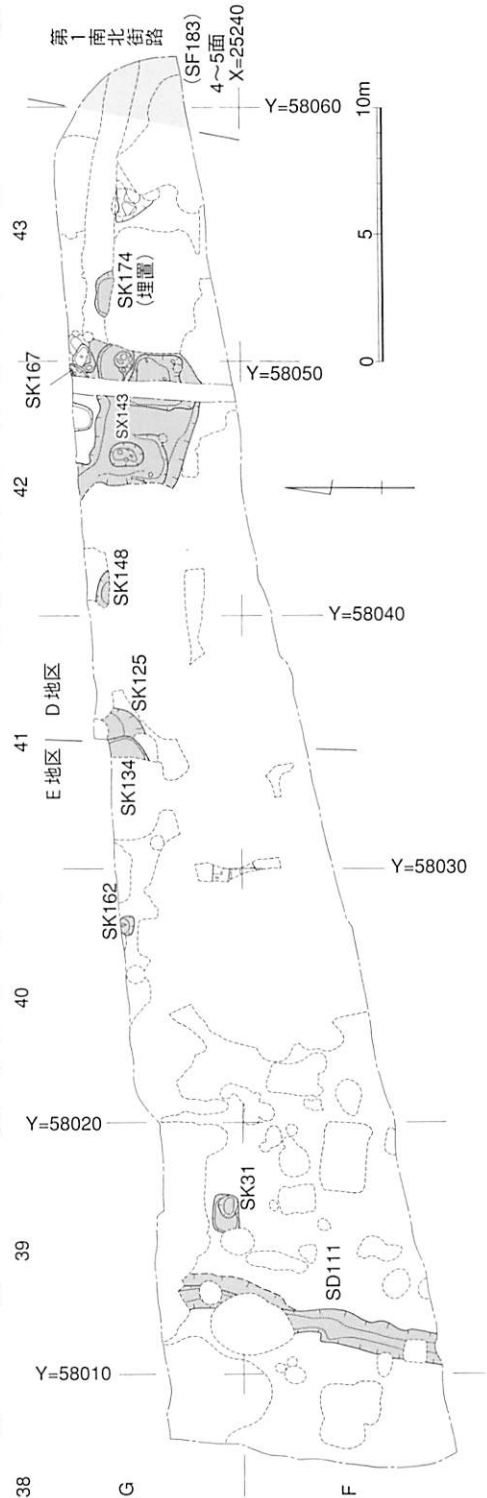 第1南北街路
(SF183)
4～5面
X=25240
Y=58060
10m
5
0
43
SK174
(埋置)
SK167
Y=58050
SX143
42
SK148
Y=58040
D地区
SK125
41
E地区
SK134
Y=58030
SK162
40
Y=58020
SK31
39
SD111
Y=58010
38
G
F